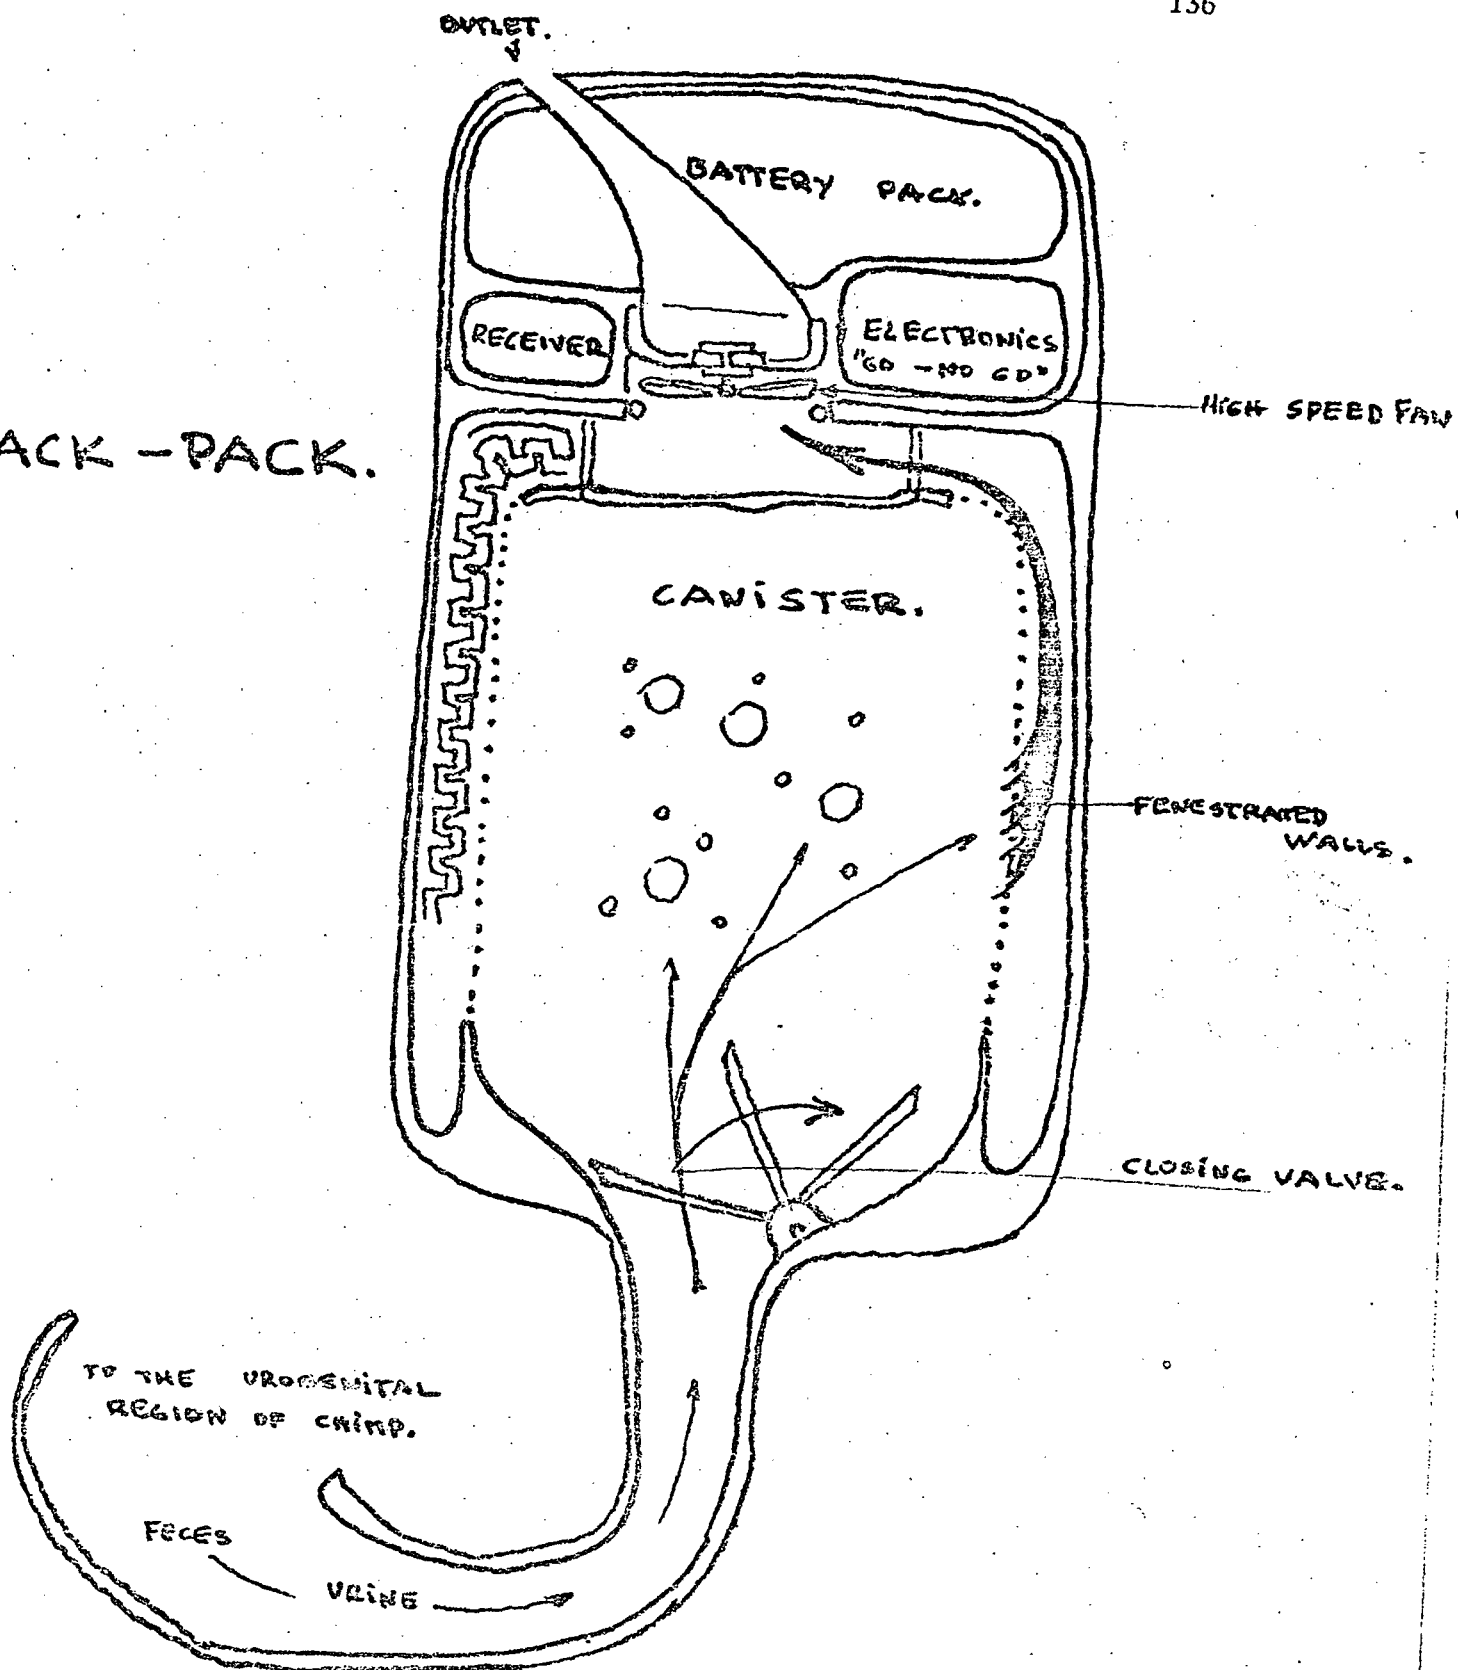 136
OUTLET.
BATTERY PACK.
RECEIVER
ELECTRONICS
"GO - NO GO"
HIGH SPEED FAN
ACK-PACK.
CANISTER.
FENESTRATED
WALLS.
CLOSING VALVE.
TO THE UROGENITAL
REGION OF CHIMP.
FECES
URINE